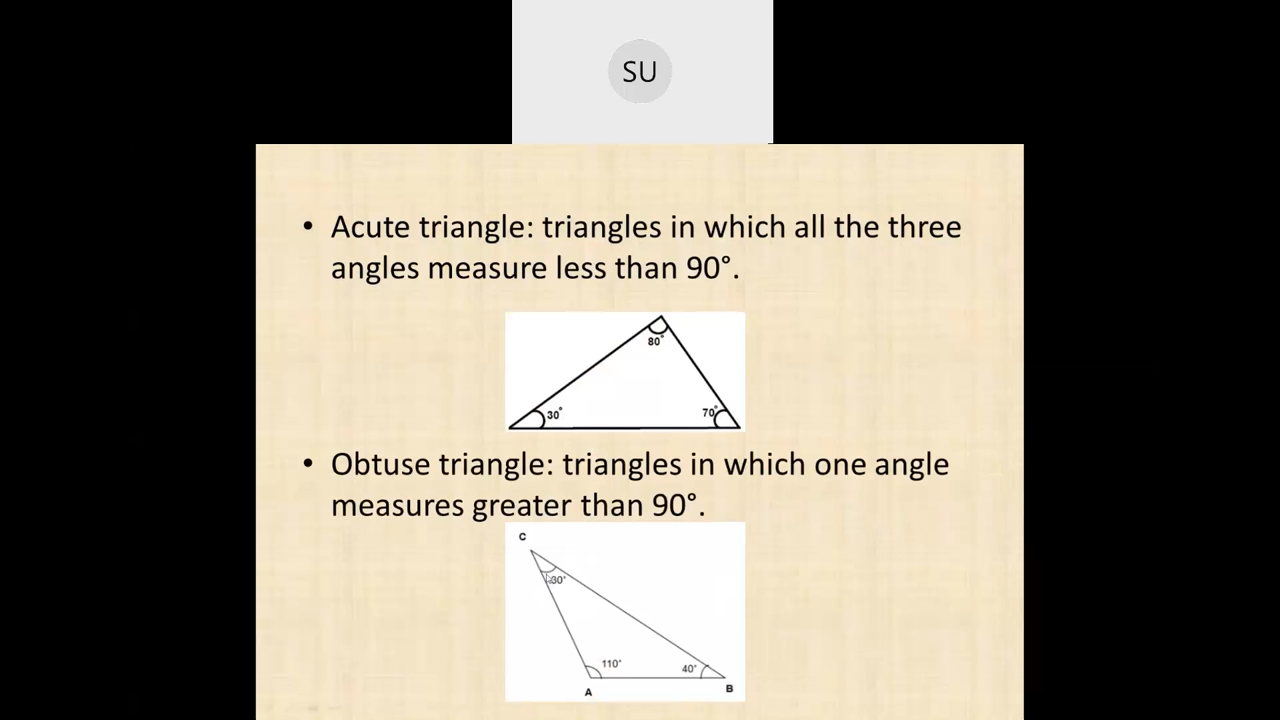 SU
• Acute triangle: triangles in which all the three
angles measure less than 90°.
80°
30°
70°
• Obtuse triangle: triangles in which one angle
measures greater than 90°.
C
30°
110°
40°
A
B